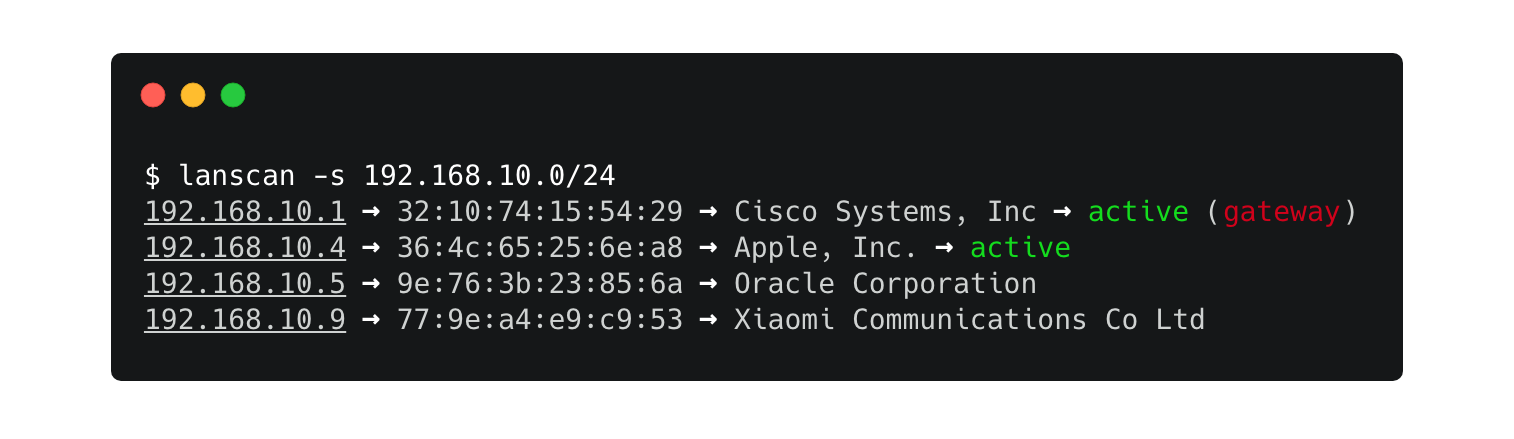 $ lanscan -s 192.168.10.0/24
192.168.10.1 → 32:10:74:15:54:29 → Cisco Systems, Inc → active (gateway)
192.168.10.4 → 36:4c:65:25:6e:a8 → Apple, Inc. → active
192.168.10.5 → 9e:76:3b:23:85:6a → Oracle Corporation
192.168.10.9 → 77:9e:a4:e9:c9:53 → Xiaomi Communications Co Ltd